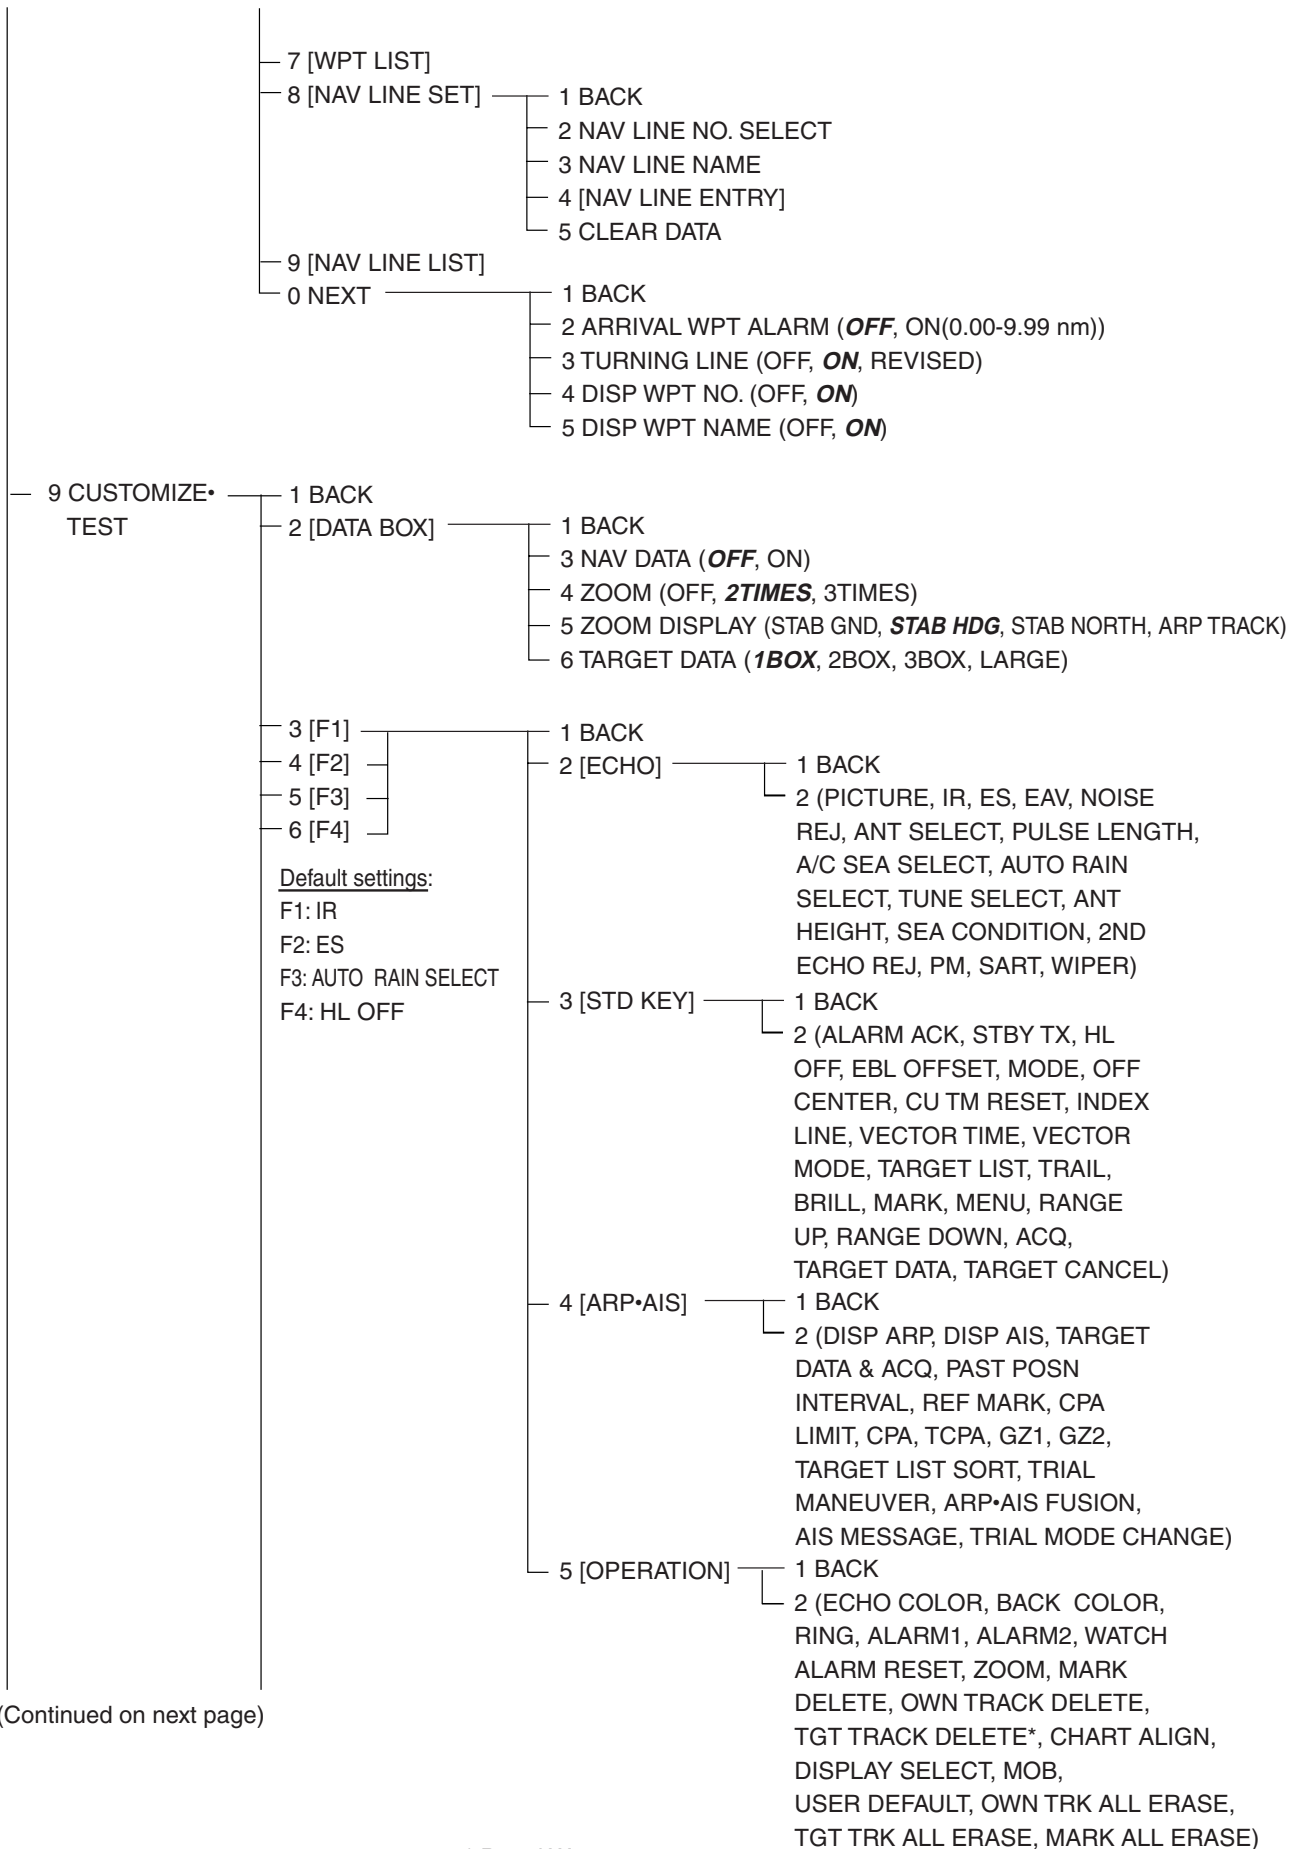 7 [WPT LIST]
8 [NAV LINE SET]
1 BACK
2 NAV LINE NO. SELECT
3 NAV LINE NAME
4 [NAV LINE ENTRY]
5 CLEAR DATA
9 [NAV LINE LIST]
0 NEXT
1 BACK
2 ARRIVAL WPT ALARM (OFF, ON(0.00-9.99 nm))
3 TURNING LINE (OFF, ON, REVISED)
4 DISP WPT NO. (OFF, ON)
5 DISP WPT NAME (OFF, ON)
9 CUSTOMIZE•
TEST
1 BACK
2 [DATA BOX]
1 BACK
3 NAV DATA (OFF, ON)
4 ZOOM (OFF, 2TIMES, 3TIMES)
5 ZOOM DISPLAY (STAB GND, STAB HDG, STAB NORTH, ARP TRACK)
6 TARGET DATA (1BOX, 2BOX, 3BOX, LARGE)
3 [F1]
4 [F2]
5 [F3]
6 [F4]
Default settings:
F1: IR
F2: ES
F3: AUTO RAIN SELECT
F4: HL OFF
1 BACK
2 [ECHO]
1 BACK
2 (PICTURE, IR, ES, EAV, NOISE
REJ, ANT SELECT, PULSE LENGTH,
A/C SEA SELECT, AUTO RAIN
SELECT, TUNE SELECT, ANT
HEIGHT, SEA CONDITION, 2ND
ECHO REJ, PM, SART, WIPER)
3 [STD KEY]
1 BACK
2 (ALARM ACK, STBY TX, HL
OFF, EBL OFFSET, MODE, OFF
CENTER, CU TM RESET, INDEX
LINE, VECTOR TIME, VECTOR
MODE, TARGET LIST, TRAIL,
BRILL, MARK, MENU, RANGE
UP, RANGE DOWN, ACQ,
TARGET DATA, TARGET CANCEL)
4 [ARP•AIS]
1 BACK
2 (DISP ARP, DISP AIS, TARGET
DATA & ACQ, PAST POSN
INTERVAL, REF MARK, CPA
LIMIT, CPA, TCPA, GZ1, GZ2,
TARGET LIST SORT, TRIAL
MANEUVER, ARP•AIS FUSION,
AIS MESSAGE, TRIAL MODE CHANGE)
5 [OPERATION]
1 BACK
2 (ECHO COLOR, BACK COLOR,
RING, ALARM1, ALARM2, WATCH
ALARM RESET, ZOOM, MARK
DELETE, OWN TRACK DELETE,
TGT TRACK DELETE*, CHART ALIGN,
DISPLAY SELECT, MOB,
USER DEFAULT, OWN TRK ALL ERASE,
TGT TRK ALL ERASE, MARK ALL ERASE)
(Continued on next page)